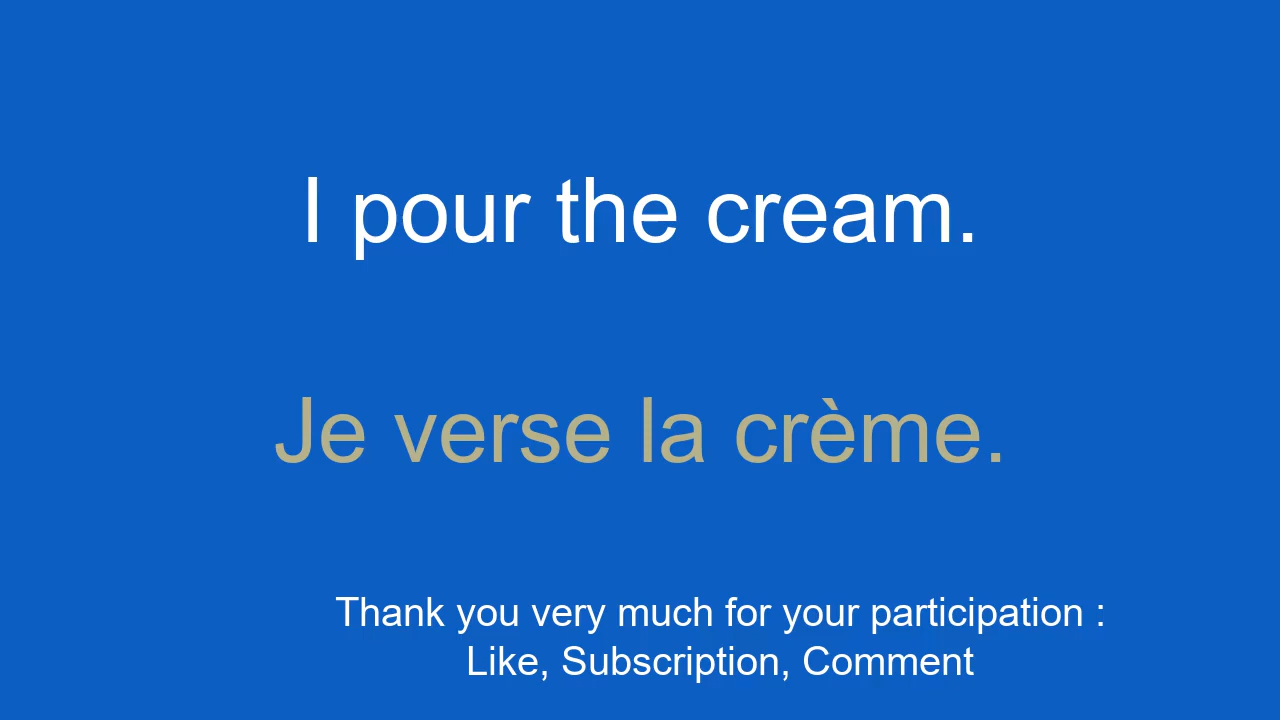 I pour the cream.
Je verse la crème.
Thank you very much for your participation :
Like, Subscription, Comment